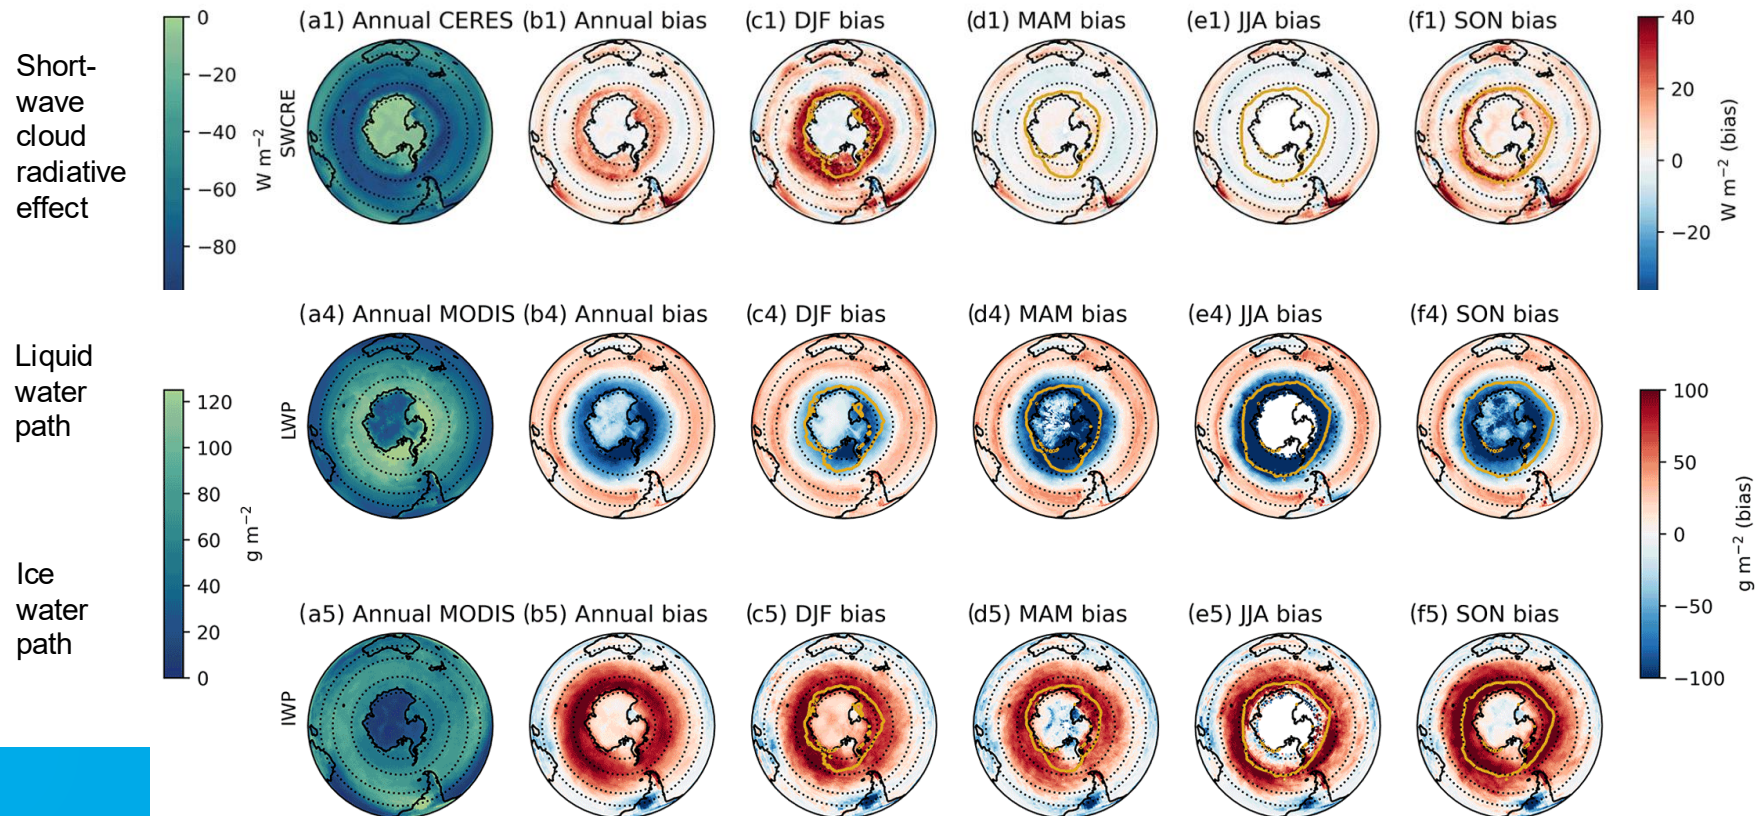 Short-
wave
cloud
radiative
effect
0
−20
−40
−60
−80
W m−2
SWCRE
(a1) Annual CERES
(b1) Annual bias
(c1) DJF bias
(d1) MAM bias
(e1) JJA bias
(f1) SON bias
40
20
0
−20
W m−2 (bias)
Liquid
water
path
120
100
80
60
40
20
0
g m−2
LWP
(a4) Annual MODIS
(b4) Annual bias
(c4) DJF bias
(d4) MAM bias
(e4) JJA bias
(f4) SON bias
100
50
0
−50
−100
g m−2 (bias)
Ice
water
path
IWP
(a5) Annual MODIS
(b5) Annual bias
(c5) DJF bias
(d5) MAM bias
(e5) JJA bias
(f5) SON bias